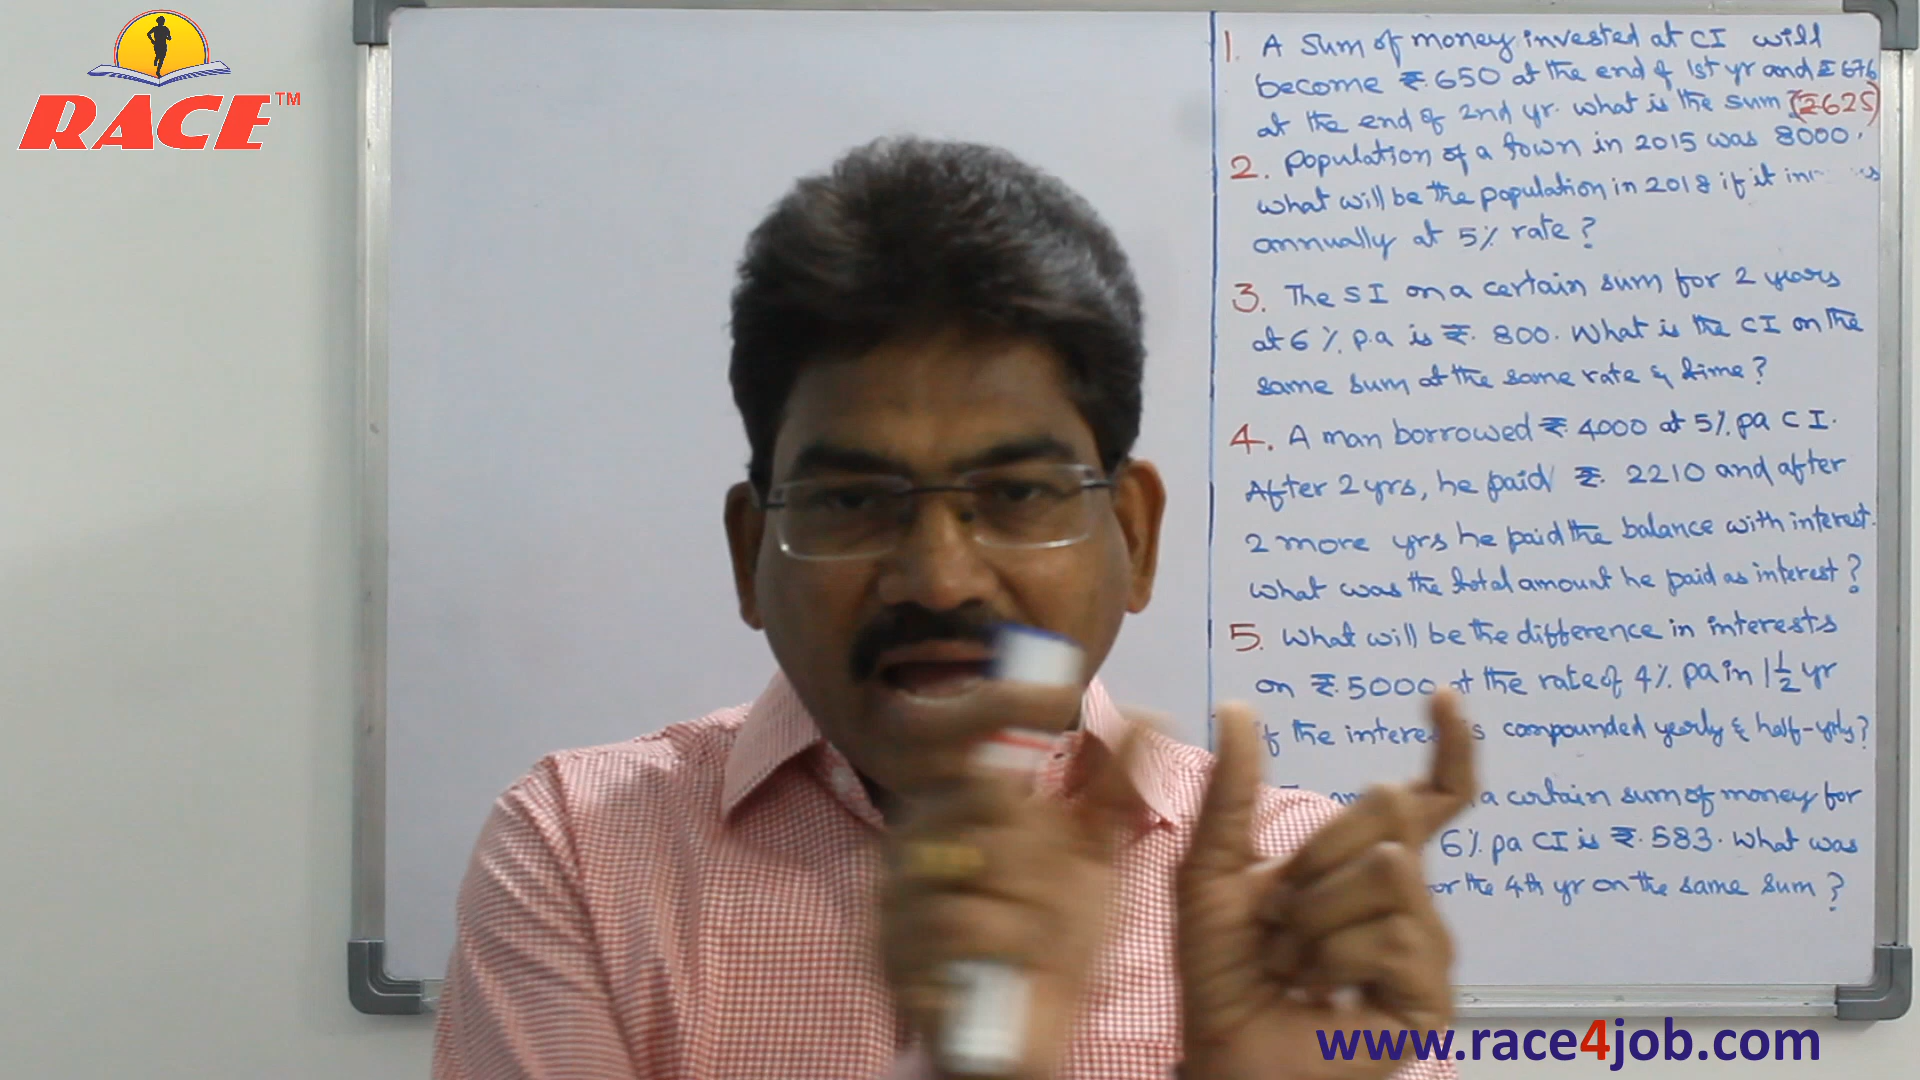 RACE™
1. A sum of money invested at CI will
become ₹.650 at the end of 1st yr and ₹676
at the end of 2nd yr. what is the sum? (₹625)
2. Population of a town in 2015 was 8000.
what will be the population in 2018 if it
annually at 5% rate?
3. The SI on a certain sum for 2 years
at 6% p.a is ₹. 800. What is the CI on the
same sum at the same rate & time?
4. A man borrowed ₹.4000 at 5% pa CI.
After 2 yrs, he paid ₹. 2210 and after
2 more yrs he paid the balance with interest.
What was the total amount he paid as interest?
5. What will be the difference in interests
on ₹.5000 at the rate of 4% pa in 1½ yr
if the interes is compounded yearly & half-yrly?
a certain sum of money for
6% pa CI is ₹.583. What was
or the 4th yr on the same sum?
www.race4job.com